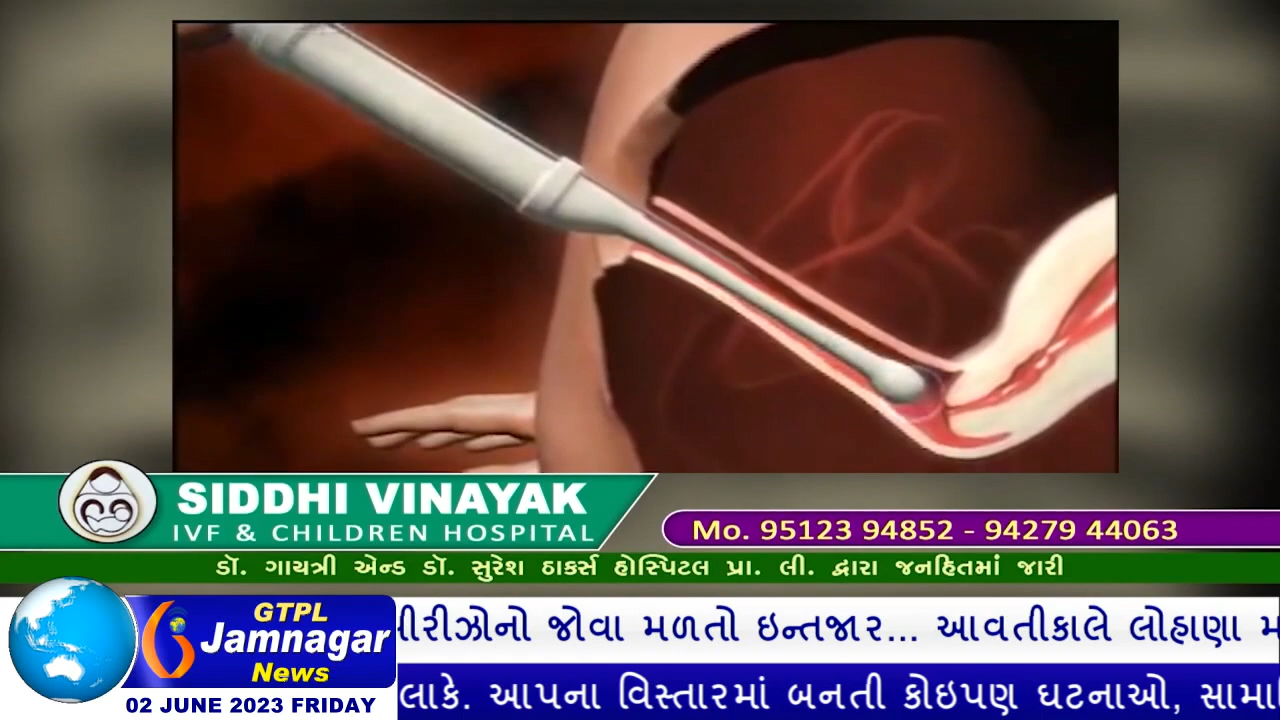 SIDDHI VINAYAK
IVF & CHILDREN HOSPITAL
Mo. 95123 94852 - 94279 44063
ડૉ. ગાયત્રી એન્ડ ડૉ. સુરેશ ઠાકર્સ હોસ્પિટલ પ્રા. લી. દ્વારા જનહિતમાં જારી
GTPL
Jamnagar
News
02 JUNE 2023 FRIDAY
જોવા મળતો ઇન્તજાર... આવતીકાલે લોહાણા
લાકે. આપના વિસ્તારમાં બનતી કોઇપણ ઘટનાઓ,